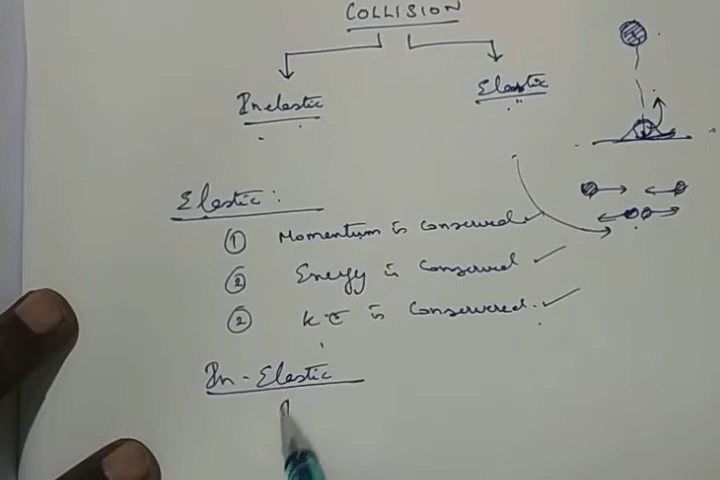 COLLISION
Inelastic
Elastic
Elastic :
① Momentum is conserved
② Energy is conserved ✓
② K E is conserved. ✓
In - Elastic